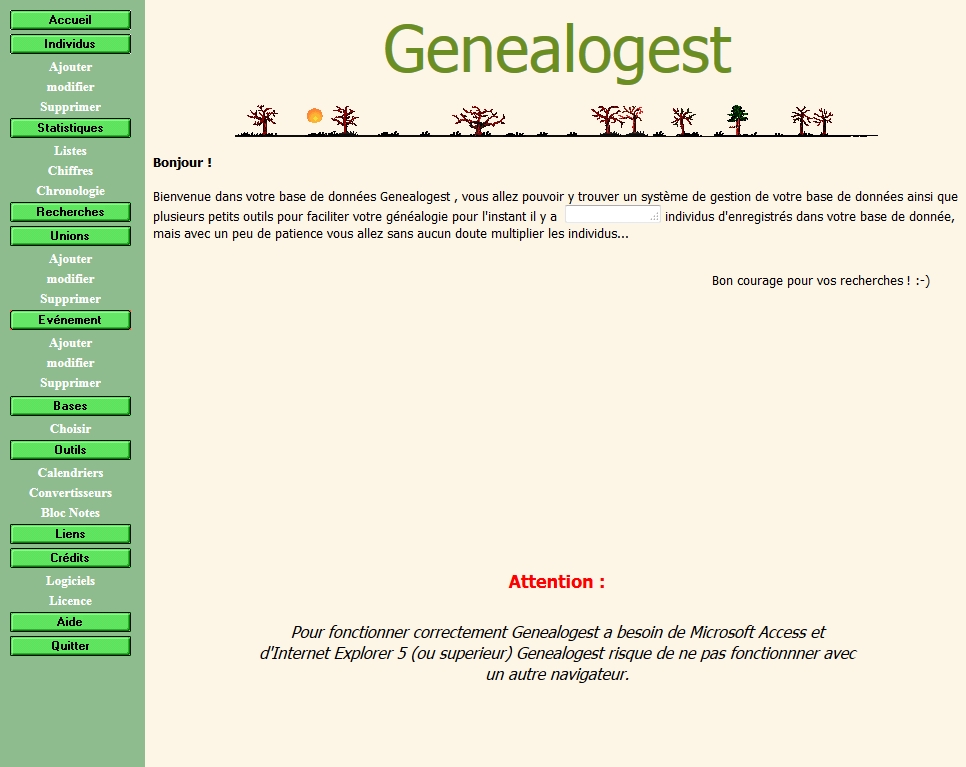 Accueil
Individus
Ajouter
modifier
Supprimer
Statistiques
Listes
Chiffres
Chronologie
Recherches
Unions
Ajouter
modifier
Supprimer
Evénement
Ajouter
modifier
Supprimer
Bases
Choisir
Outils
Calendriers
Convertisseurs
Bloc Notes
Liens
Crédits
Logiciels
Licence
Aide
Quitter
Genealogest
Bonjour !
Bienvenue dans votre base de données Genealogest , vous allez pouvoir y trouver un système de gestion de votre base de données ainsi que
plusieurs petits outils pour faciliter votre généalogie pour l'instant il y a individus d'enregistrés dans votre base de donnée,
mais avec un peu de patience vous allez sans aucun doute multiplier les individus...
Bon courage pour vos recherches ! :-)
Attention :
Pour fonctionner correctement Genealogest a besoin de Microsoft Access et
d'Internet Explorer 5 (ou superieur) Genealogest risque de ne pas fonctionnner avec
un autre navigateur.